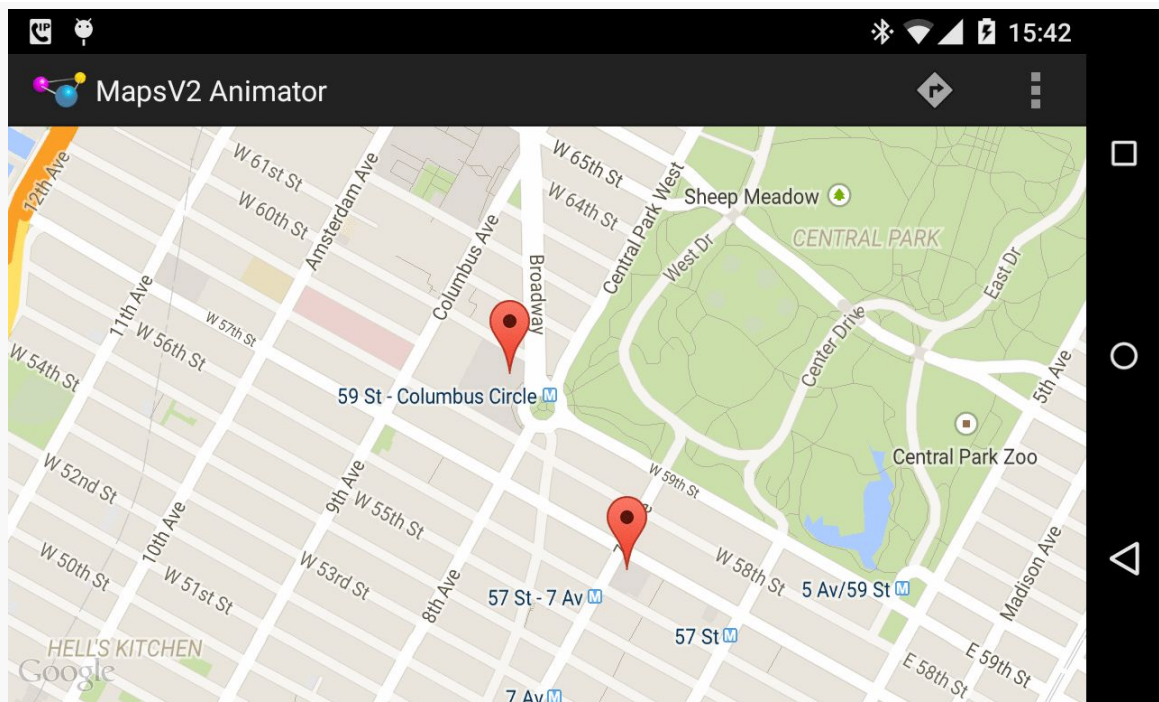 15:42
MapsV2 Animator
W 61st St
W 65th St
12th Ave
W 60th St
Amsterdam Ave
W 64th St
Central Park West
Sheep Meadow
CENTRAL PARK
West Dr
East Dr
Columbus Ave
Broadway
11th Ave
W 57th St
W 56th St
Center Drive
W 54th St
5th Ave
59 St - Columbus Circle M
Central Park Zoo
W 52nd St
9th Ave
W 55th St
W 59th St
10th Ave
W 50th St
W 51st St
W 53rd St
8th Ave
W 58th St
Madison Ave
57 St - 7 Av M
5 Av/59 St M
57 St M
HELL'S KITCHEN
Google
E 58th St
E 59th St
7 Av M